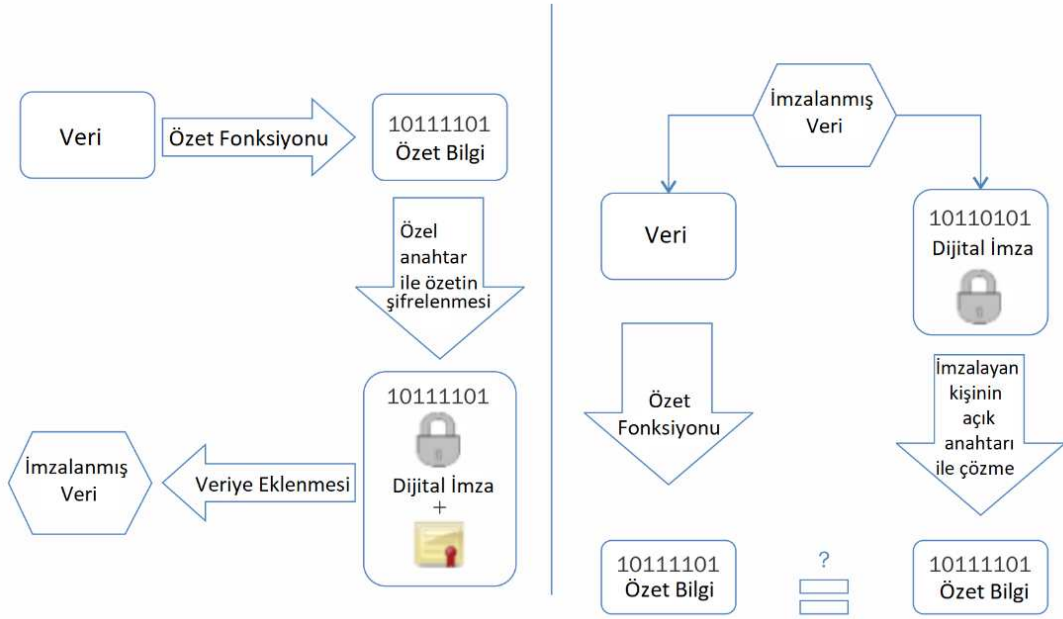 Veri
Özet Fonksiyonu
10111101
Özet Bilgi
Özel
anahtar
ile özetin
şifrelenmesi
10111101
Dijital İmza
+
Veriye Eklenmesi
İmzalanmış
Veri
İmzalanmış
Veri
Veri
10110101
Dijital İmza
Özet
Fonksiyonu
İmzalayan
kişinin
açık
anahtarı
ile çözme
10111101
Özet Bilgi
?
10111101
Özet Bilgi